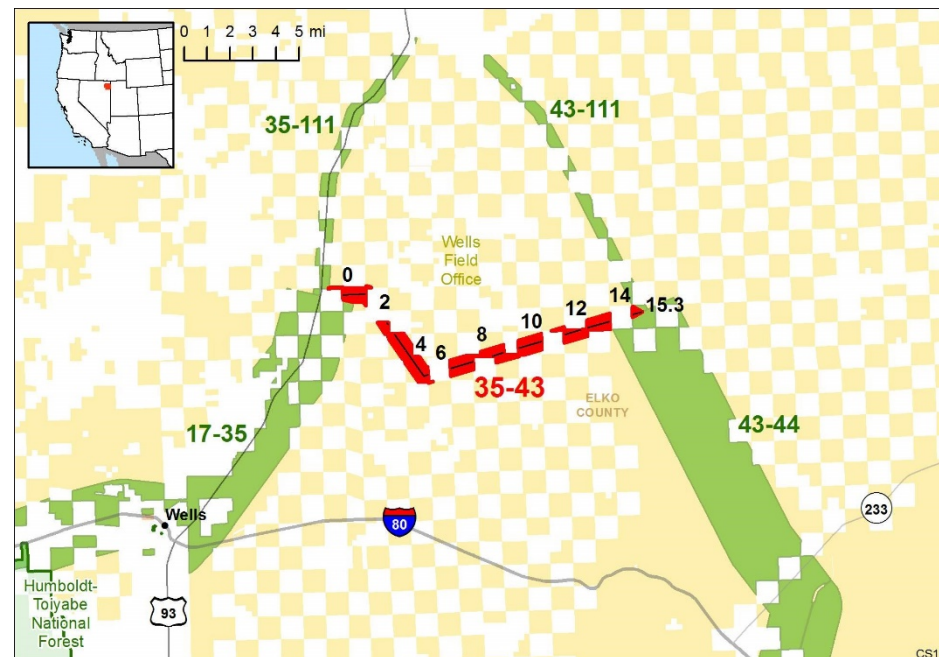 0 1 2 3 4 5 mi
35-111
43-111
Wells
Field
Office
0
2
4
6
8
10
12
14
15.3
35-43
ELKO
COUNTY
17-35
43-44
Wells
80
233
93
Humboldt-
Toiyabe
National
Forest
CS1